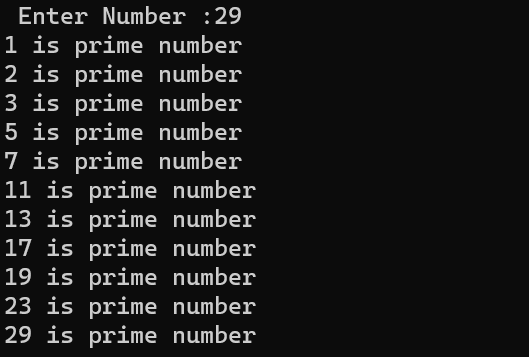 Enter Number :29
1 is prime number
2 is prime number
3 is prime number
5 is prime number
7 is prime number
11 is prime number
13 is prime number
17 is prime number
19 is prime number
23 is prime number
29 is prime number